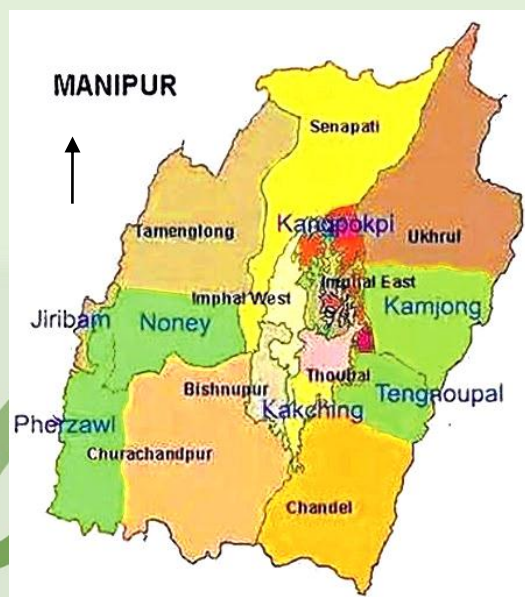 MANIPUR
Senapati
Kangpokpi
Tamenglong
Ukhrul
Imphal East
Imphal West
Kamjong
Jiribam
Noney
Thoubal
Bishnupur
Tengnoupal
Kakching
Pherzawl
Churachandpur
Chandel